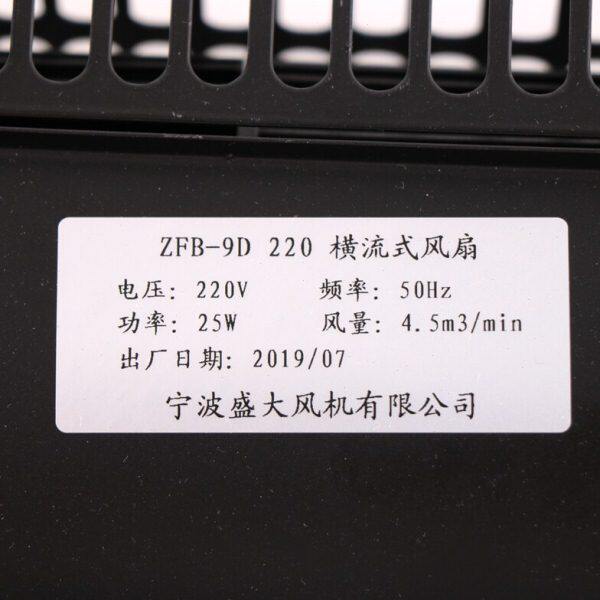 ZFB-9D 220 横流式风扇
电压: 220V 频率: 50Hz
功率: 25W 风量: 4.5m3/min
出厂日期: 2019/07
宁波盛大风机有限公司